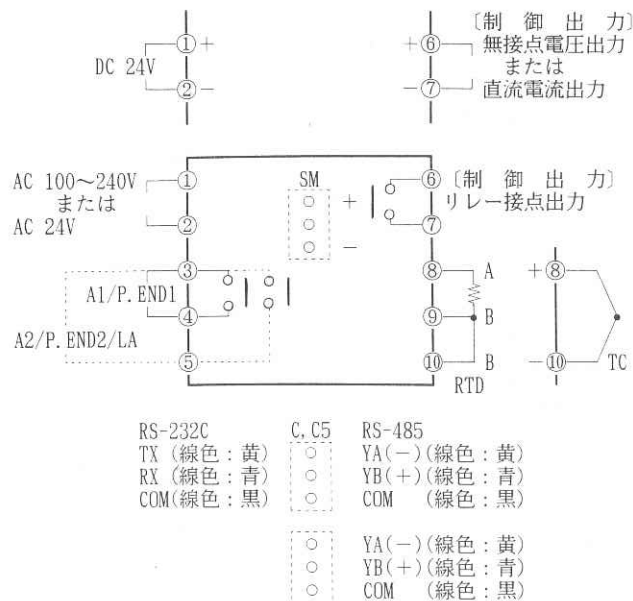 ① +
DC 24V
② -
〔制 御 出 力〕
+ ⑥ 無接点電圧出力
または
- ⑦ 直流電流出力
AC 100～240V
または
AC 24V
①
②
③
④
⑤
A1/P.END1
A2/P.END2/LA
SM
+
-
⑥
⑦
〔制 御 出 力〕
リレー接点出力
⑧ A
⑨ B
⑩ B
RTD
+ ⑧
- ⑩ TC
RS-232C C,C5 RS-485
TX (線色：黄) YA(-)(線色：黄)
RX (線色：青) YB(+)(線色：青)
COM(線色：黒) COM (線色：黒)
YA(-)(線色：黄)
YB(+)(線色：青)
COM (線色：黒)